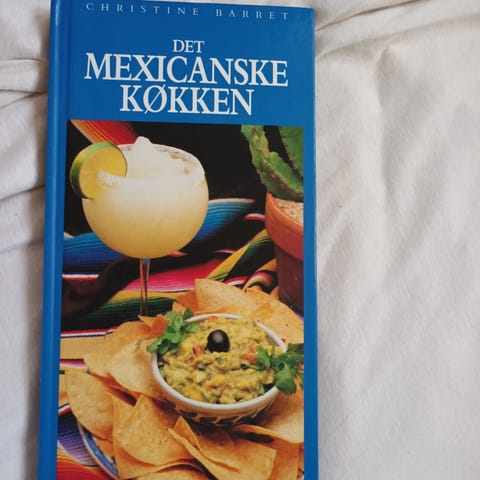 CHRISTINE BARRET
DET
MEXICANSKE
KØKKEN